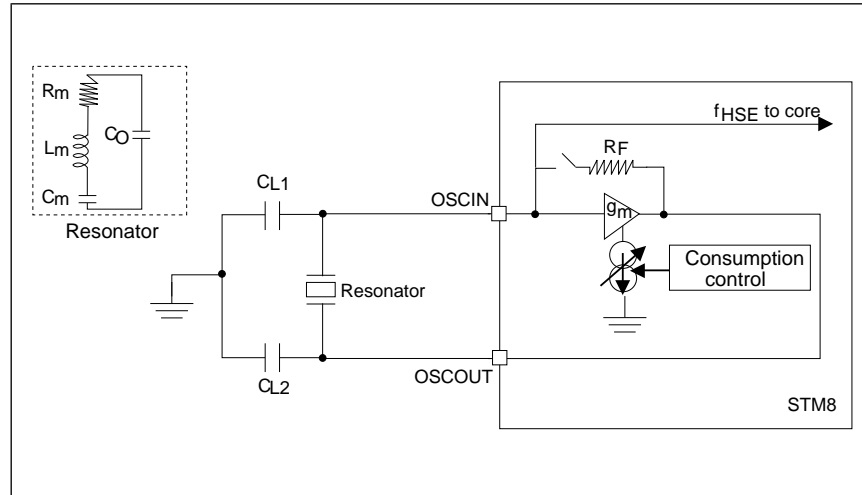 Rm
Lm
Cm
CO
Resonator
CL1
CL2
Resonator
OSCIN
OSCOUT
fHSE to core
RF
gm
Consumption
control
STM8